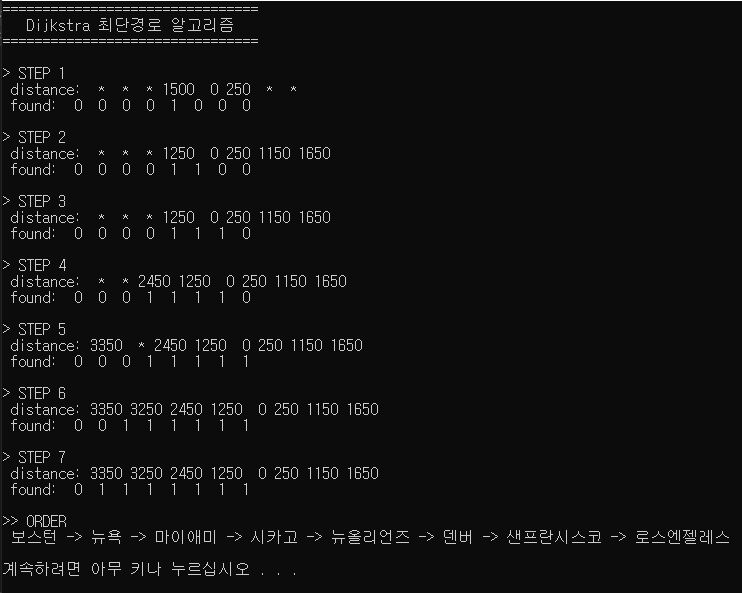 ================================
Dijkstra 최단경로 알고리즘
================================
> STEP 1
distance: * * * 1500 0 250 * *
found: 0 0 0 0 1 0 0 0
> STEP 2
distance: * * * 1250 0 250 1150 1650
found: 0 0 0 0 1 1 0 0
> STEP 3
distance: * * * 1250 0 250 1150 1650
found: 0 0 0 0 1 1 1 0
> STEP 4
distance: * * 2450 1250 0 250 1150 1650
found: 0 0 0 1 1 1 1 0
> STEP 5
distance: 3350 * 2450 1250 0 250 1150 1650
found: 0 0 0 1 1 1 1 1
> STEP 6
distance: 3350 3250 2450 1250 0 250 1150 1650
found: 0 0 1 1 1 1 1 1
> STEP 7
distance: 3350 3250 2450 1250 0 250 1150 1650
found: 0 1 1 1 1 1 1 1
>> ORDER
보스턴 -> 뉴욕 -> 마이애미 -> 시카고 -> 뉴올리언즈 -> 덴버 -> 샌프란시스코 -> 로스엔젤레스
계속하려면 아무 키나 누르십시오 . . .